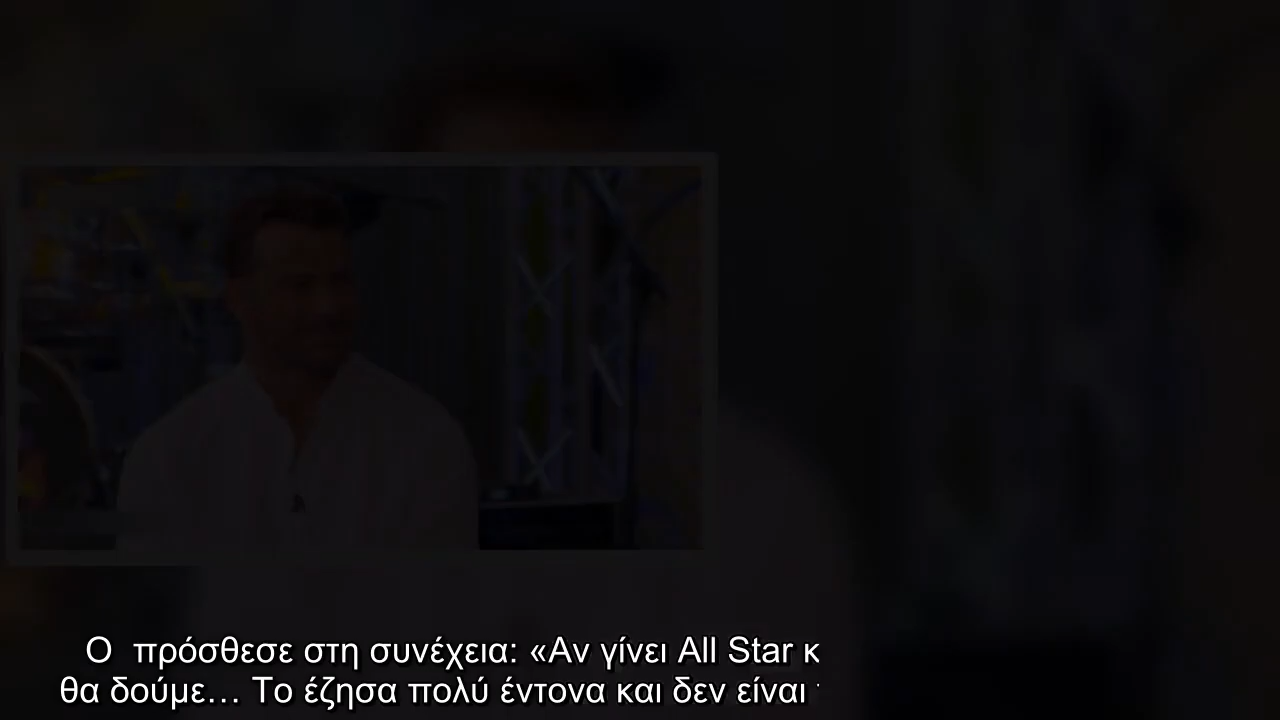 Ο πρόσθεσε στη συνέχεια: «Αν γίνει All Star κ
θα δούμε… Το έζησα πολύ έντονα και δεν είναι